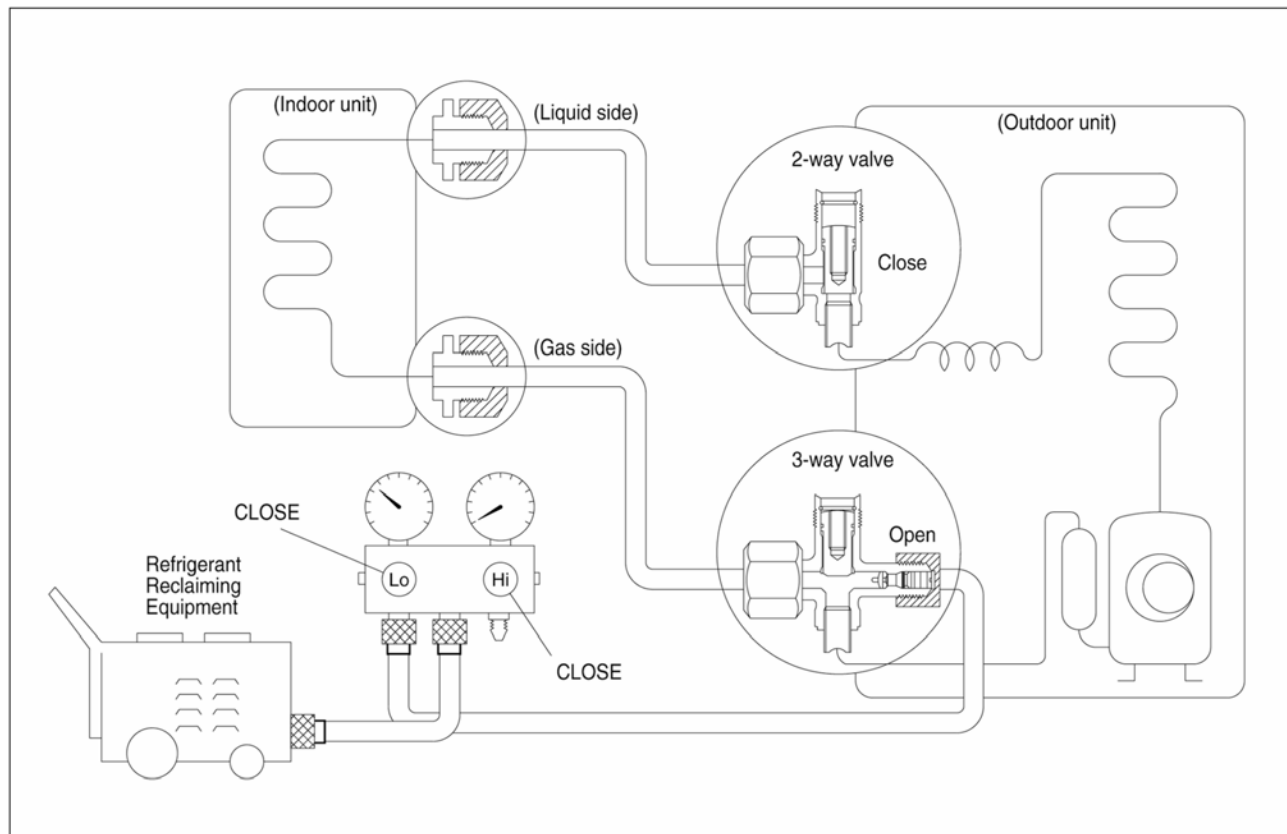 (Indoor unit)
(Liquid side)
(Outdoor unit)
2-way valve
Close
(Gas side)
3-way valve
Open
CLOSE
Refrigerant
Reclaiming
Equipment
Lo
Hi
CLOSE